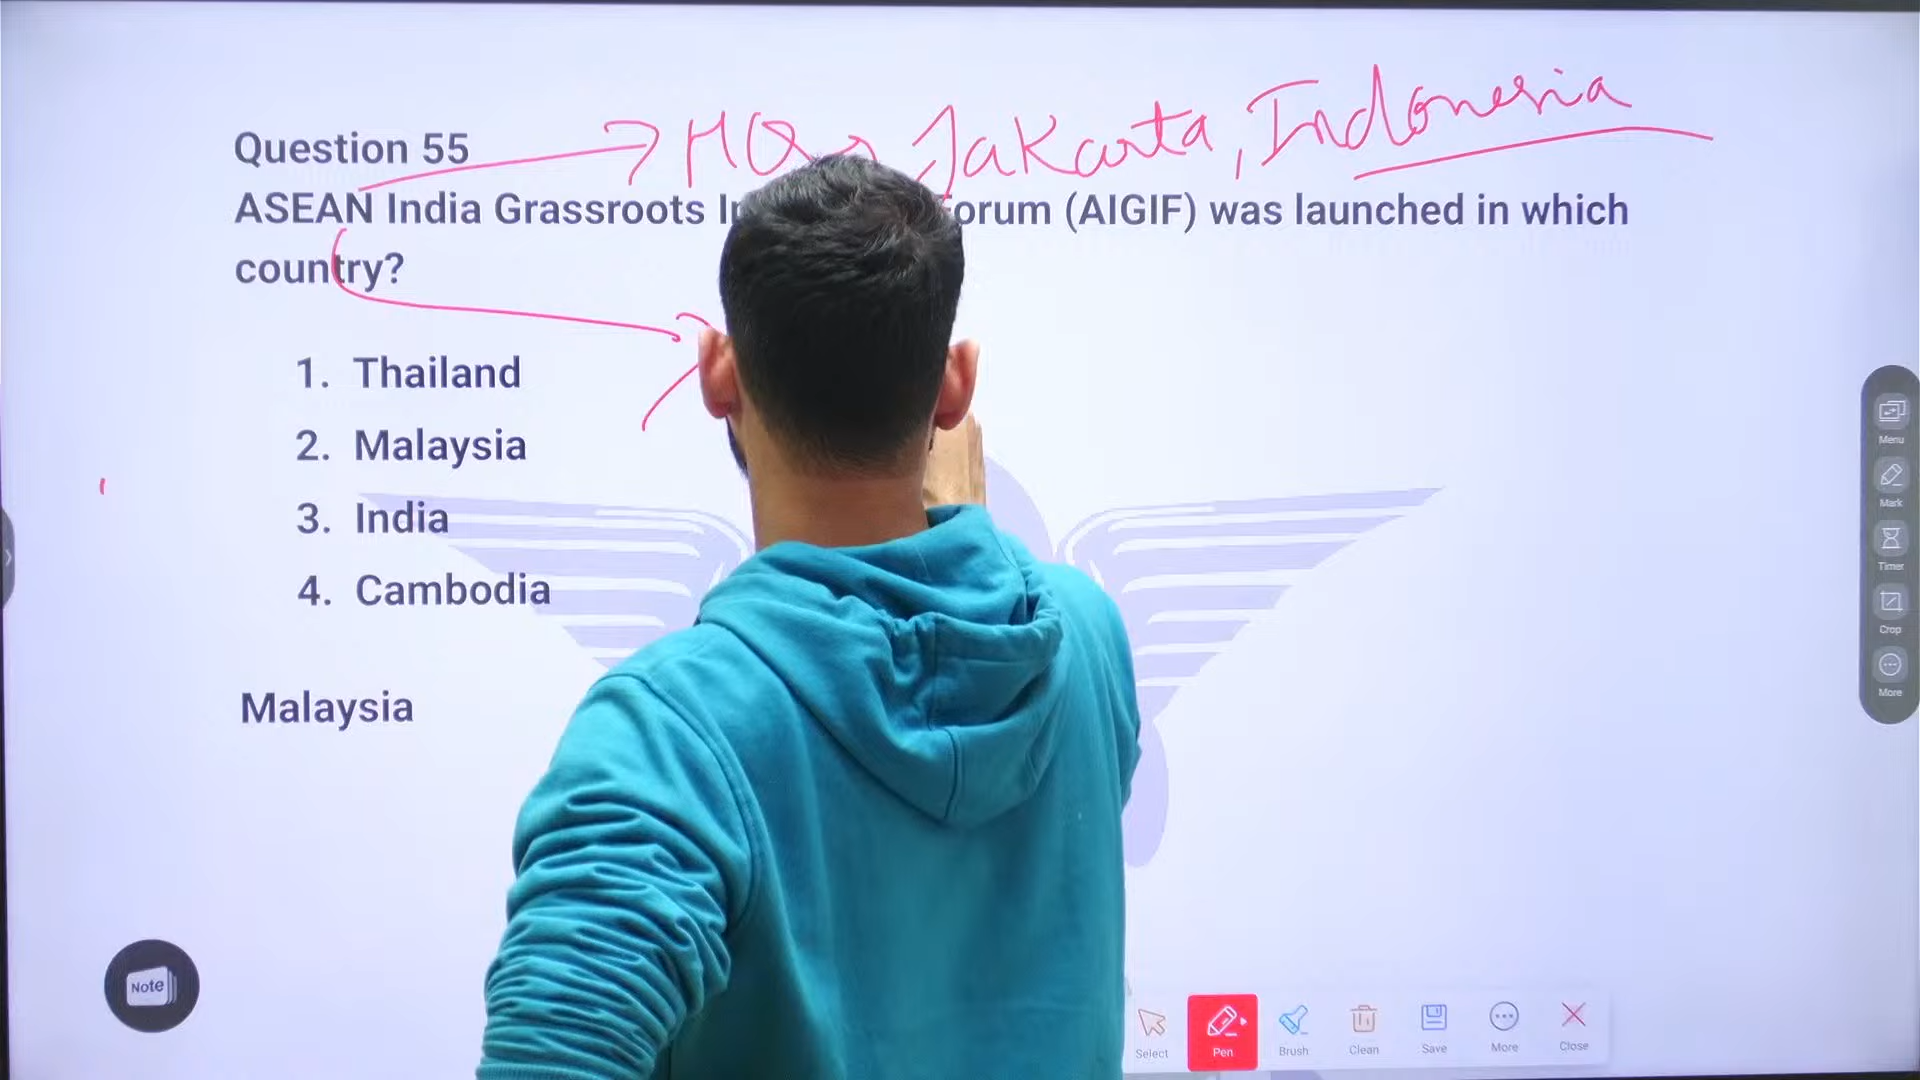 Question 55 → HQ → Jakarta, Indonesia
ASEAN India Grassroots Forum (AIGIF) was launched in which
country?
1. Thailand
2. Malaysia
3. India
4. Cambodia
Malaysia
Menu
Mark
Timer
Crop
More
Note
Select
Pen
Brush
Clean
Save
More
Close